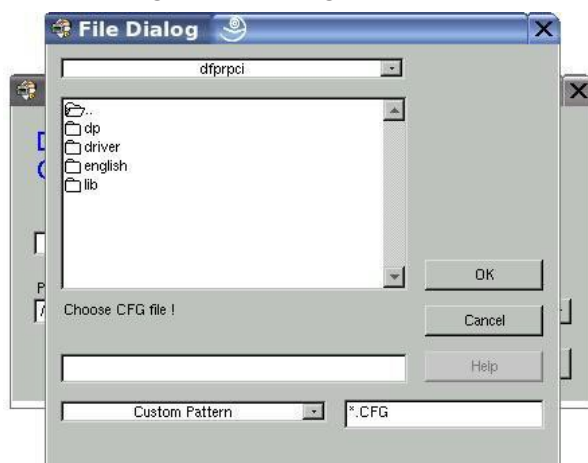 File Dialog
dfprpci
..
dp
driver
english
lib
OK
Choose CFG file !
Cancel
Help
Custom Pattern
*.CFG